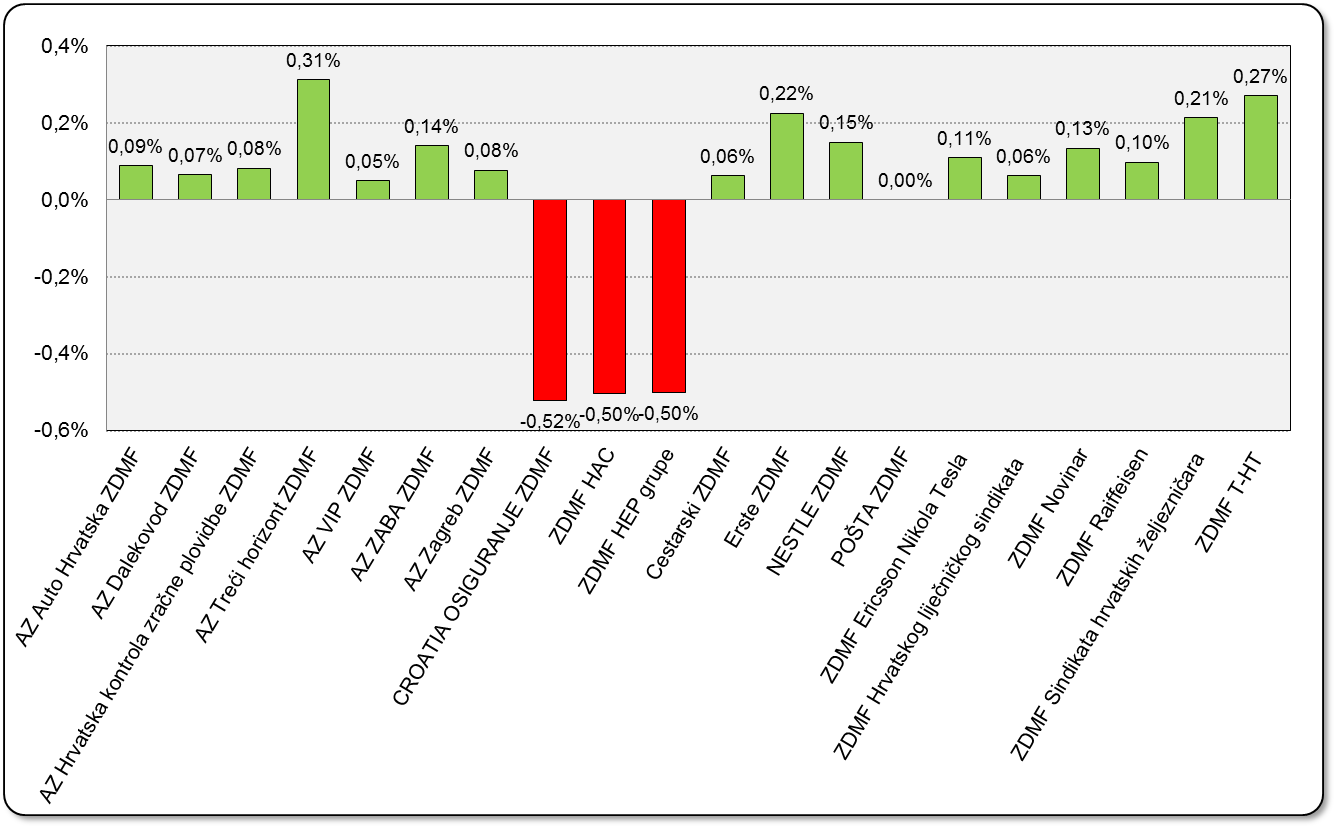 0,4%
0,2%
0,0%
-0,2%
-0,4%
-0,6%
0,09%
0,07%
0,08%
0,31%
0,05%
0,14%
0,08%
-0,52%
-0,50%
-0,50%
0,06%
0,22%
0,15%
0,00%
0,11%
0,06%
0,13%
0,10%
0,21%
0,27%
AZ Auto Hrvatska ZDMF
AZ Dalekovod ZDMF
AZ Hrvatska kontrola zračne plovidbe ZDMF
AZ Treći horizont ZDMF
AZ VIP ZDMF
AZ ZABA ZDMF
AZ Zagreb ZDMF
CROATIA OSIGURANJE ZDMF
ZDMF HAC
ZDMF HEP grupe
Cestarski ZDMF
Erste ZDMF
NESTLE ZDMF
POŠTA ZDMF
ZDMF Ericsson Nikola Tesla
ZDMF Hrvatskog liječničkog sindikata
ZDMF Novinar
ZDMF Raiffeisen
ZDMF Sindikata hrvatskih željezničara
ZDMF T-HT